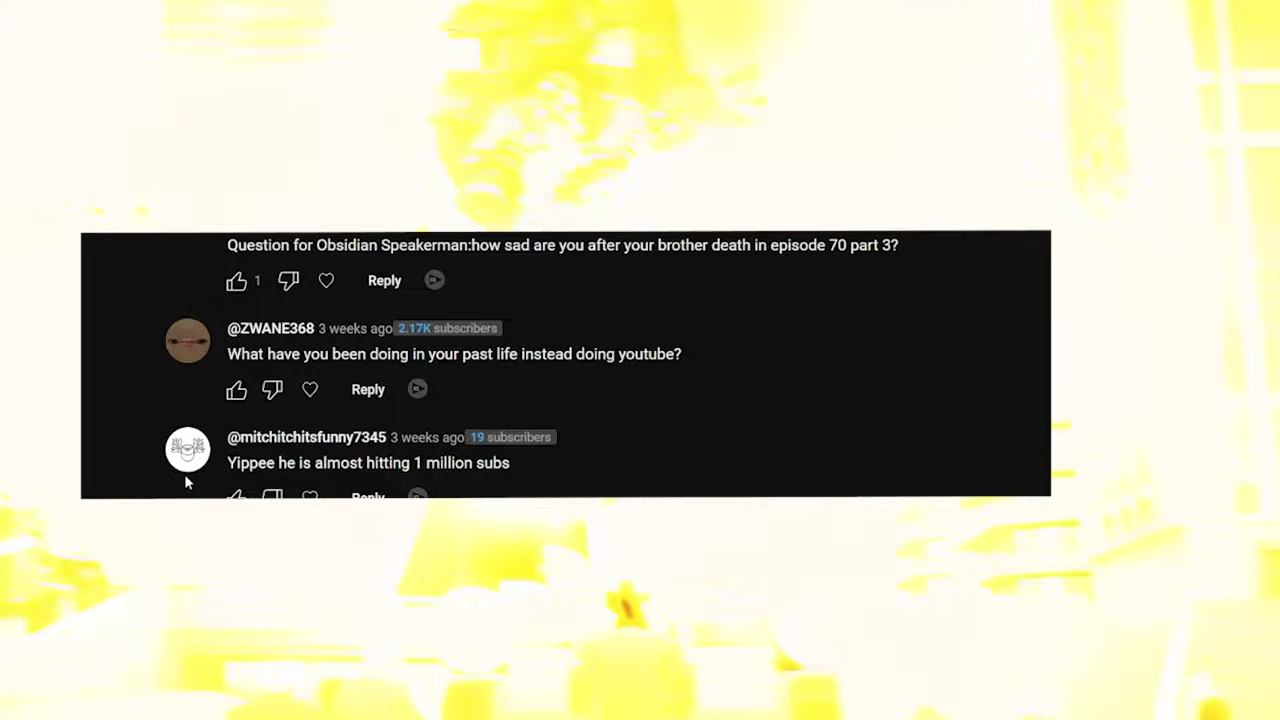 Question for Obsidian Speakerman:how sad are you after your brother death in episode 70 part 3?
1 Reply
@ZWANE368 3 weeks ago 2.17K subscribers
What have you been doing in your past life instead doing youtube?
Reply
@mitchitchitsfunny7345 3 weeks ago 19 subscribers
Yippee he is almost hitting 1 million subs
Reply